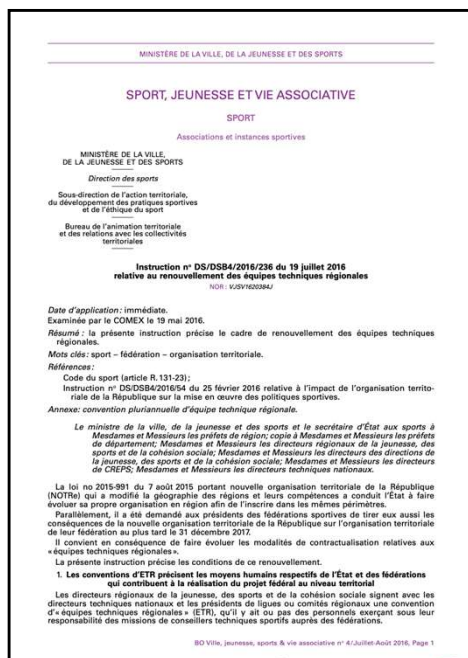 MINISTÈRE DE LA VILLE, DE LA JEUNESSE ET DES SPORTS
SPORT, JEUNESSE ET VIE ASSOCIATIVE
SPORT
Associations et instances sportives
MINISTÈRE DE LA VILLE,
DE LA JEUNESSE ET DES SPORTS
Direction des sports
Sous-direction de l'action territoriale,
du développement des pratiques sportives
et de l'éthique du sport
Bureau de l'animation territoriale
et des relations avec les collectivités
territoriales
Instruction nº DS/DSB4/2016/236 du 19 juillet 2016
relative au renouvellement des équipes techniques régionales
NOR : VJSV1620384J
Date d'application : immédiate.
Examinée par le COMEX le 19 mai 2016.
Résumé : la présente instruction précise le cadre de renouvellement des équipes techniques
régionales.
Mots clés : sport – fédération – organisation territoriale.
Références :
Code du sport (article R. 131-23) ;
Instruction nº DS/DSB4/2016/54 du 25 février 2016 relative à l'impact de l'organisation territo-
riale de la République sur la mise en œuvre des politiques sportives.
Annexe: convention pluriannuelle d'équipe technique régionale.
Le ministre de la ville, de la jeunesse et des sports et le secrétaire d'État aux sports à
Mesdames et Messieurs les préfets de région; copie à Mesdames et Messieurs les préfets
de département; Mesdames et Messieurs les directeurs régionaux de la jeunesse, des
sports et de la cohésion sociale; Mesdames et Messieurs les directeurs des directions de
la jeunesse, des sports et de la cohésion sociale; Mesdames et Messieurs les directeurs
de CREPS; Mesdames et Messieurs les directeurs techniques nationaux.
La loi no 2015-991 du 7 août 2015 portant nouvelle organisation territoriale de la République
(NOTRe) qui a modifié la géographie des régions et leurs compétences a conduit l'État à faire
évoluer sa propre organisation en région afin de l'inscrire dans les mêmes périmètres.
Parallèlement, il a été demandé aux présidents des fédérations sportives de tirer eux aussi les
conséquences de la nouvelle organisation territoriale de la République sur l'organisation territoriale
de leur fédération au plus tard le 31 décembre 2017.
Il convient en conséquence de faire évoluer les modalités de contractualisation relatives aux
«équipes techniques régionales».
La présente instruction précise les conditions de ce renouvellement.
1. Les conventions d'ETR précisent les moyens humains respectifs de l'État et des fédérations
qui contribuent à la réalisation du projet fédéral au niveau territorial
Les directeurs régionaux de la jeunesse, des sports et de la cohésion sociale signent avec les
directeurs techniques nationaux et les présidents de ligues ou comités régionaux une convention
d'«équipes techniques régionales» (ETR), qu'il y ait ou pas des personnels exerçant sous leur
responsabilité des missions de conseillers techniques sportifs auprès des fédérations.
BO Ville, jeunesse, sports & vie associative nº 4/Juillet-Août 2016, Page 1